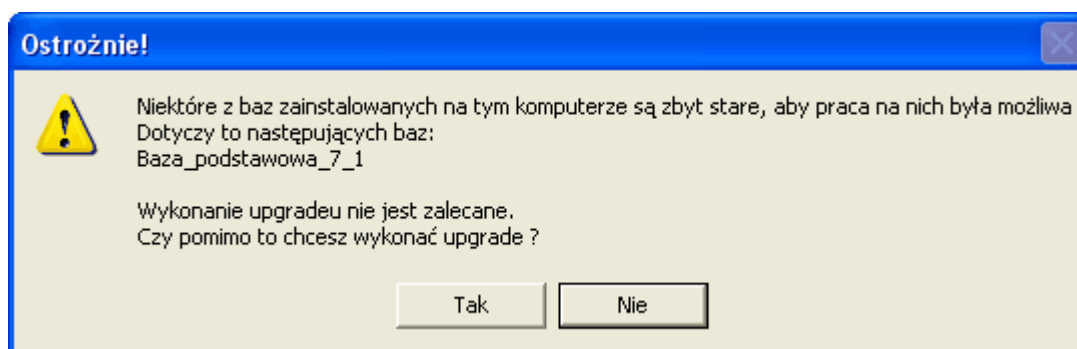 Ostrożnie!
Niektóre z baz zainstalowanych na tym komputerze są zbyt stare, aby praca na nich była możliwa
Dotyczy to następujących baz:
Baza_podstawowa_7_1
Wykonanie upgradeu nie jest zalecane.
Czy pomimo to chcesz wykonać upgrade ?
Tak
Nie